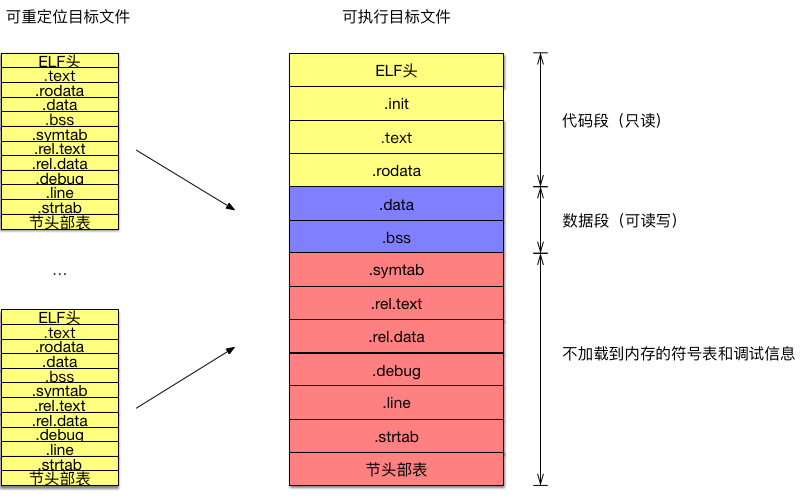 可重定位目标文件
ELF头
.text
.rodata
.data
.bss
.symtab
.rel.text
.rel.data
.debug
.line
.strtab
节头部表
...
ELF头
.text
.rodata
.data
.bss
.symtab
.rel.text
.rel.data
.debug
.line
.strtab
节头部表
可执行目标文件
ELF头
.init
.text
.rodata
.data
.bss
.symtab
.rel.text
.rel.data
.debug
.line
.strtab
节头部表
代码段（只读）
数据段（可读写）
不加载到内存的符号表和调试信息